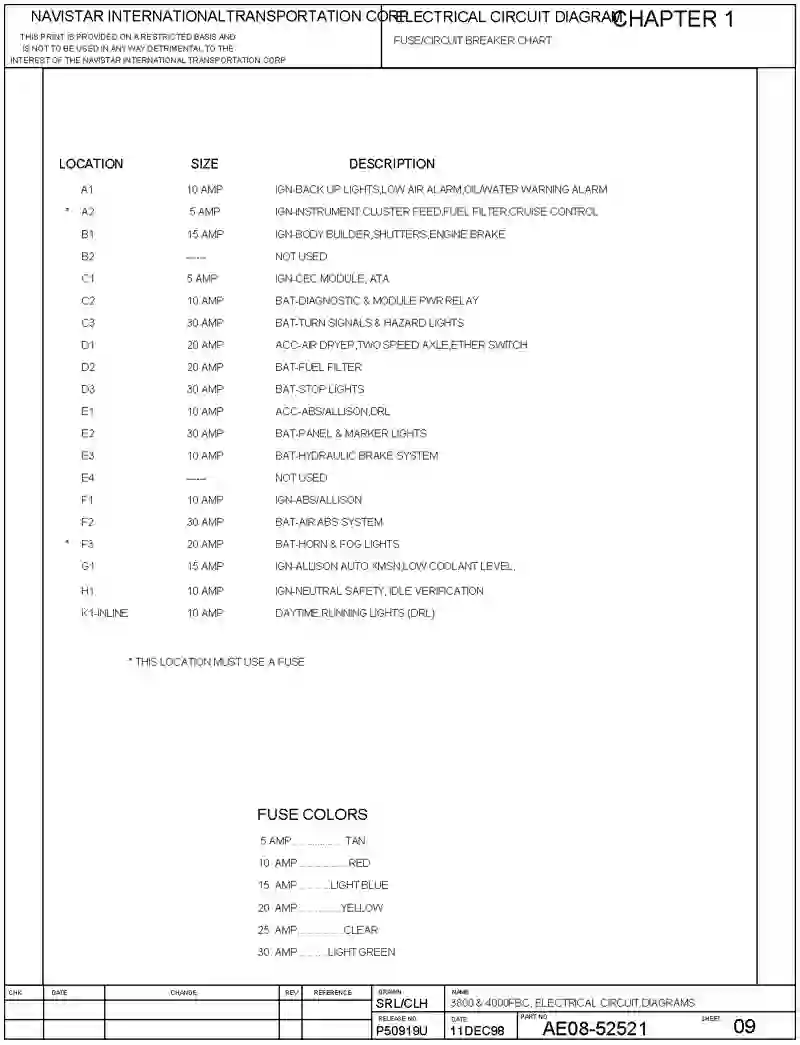 NAVISTAR INTERNATIONAL TRANSPORTATION CORP.
THIS PRINT IS PROVIDED ON A RESTRICTED BASIS AND
IS NOT TO BE USED IN ANY WAY DETRIMENTAL TO THE
INTEREST OF THE NAVISTAR INTERNATIONAL TRANSPORTATION CORP
ELECTRICAL CIRCUIT DIAGRAM
CHAPTER 1
FUSE/CIRCUIT BREAKER CHART
LOCATION SIZE DESCRIPTION
A1 10 AMP IGN-BACK UP LIGHTS,LOW AIR ALARM,OIL/WATER WARNING ALARM
* A2 5 AMP IGN-INSTRUMENT CLUSTER FEED,FUEL FILTER,CRUISE CONTROL
B1 15 AMP IGN-BODY BUILDER,SHUTTERS,ENGINE BRAKE
B2 ----- NOT USED
C1 5 AMP IGN-CEC MODULE, ATA
C2 10 AMP BAT-DIAGNOSTIC & MODULE PWR RELAY
C3 30 AMP BAT-TURN SIGNALS & HAZARD LIGHTS
D1 20 AMP ACC-AIR DRYER,TWO SPEED AXLE,ETHER SWITCH
D2 20 AMP BAT-FUEL FILTER
D3 30 AMP BAT-STOP LIGHTS
E1 10 AMP ACC-ABS/ALLISON,DRL
E2 30 AMP BAT-PANEL & MARKER LIGHTS
E3 10 AMP BAT-HYDRAULIC BRAKE SYSTEM
E4 ----- NOT USED
F1 10 AMP IGN-ABS/ALLISON
F2 30 AMP BAT-AIR ABS SYSTEM
* F3 20 AMP BAT-HORN & FOG LIGHTS
G1 15 AMP IGN-ALLISON AUTO XMSN,LOW COOLANT LEVEL,
H1 10 AMP IGN-NEUTRAL SAFETY, IDLE VERIFICATION
K1-INLINE 10 AMP DAYTIME RUNNING LIGHTS (DRL)
* THIS LOCATION MUST USE A FUSE
FUSE COLORS
5 AMP................ TAN
10 AMP................RED
15 AMP..........LIGHT BLUE
20 AMP..............YELLOW
25 AMP...............CLEAR
30 AMP.........LIGHT GREEN
CHK DATE CHANGE REV REFERENCE
DRAWN
SRL/CLH
NAME
3800 & 4000FBC, ELECTRICAL CIRCUIT DIAGRAMS
RELEASE NO.
P50919U
DATE
11DEC98
PART NO
AE08-52521
SHEET 09